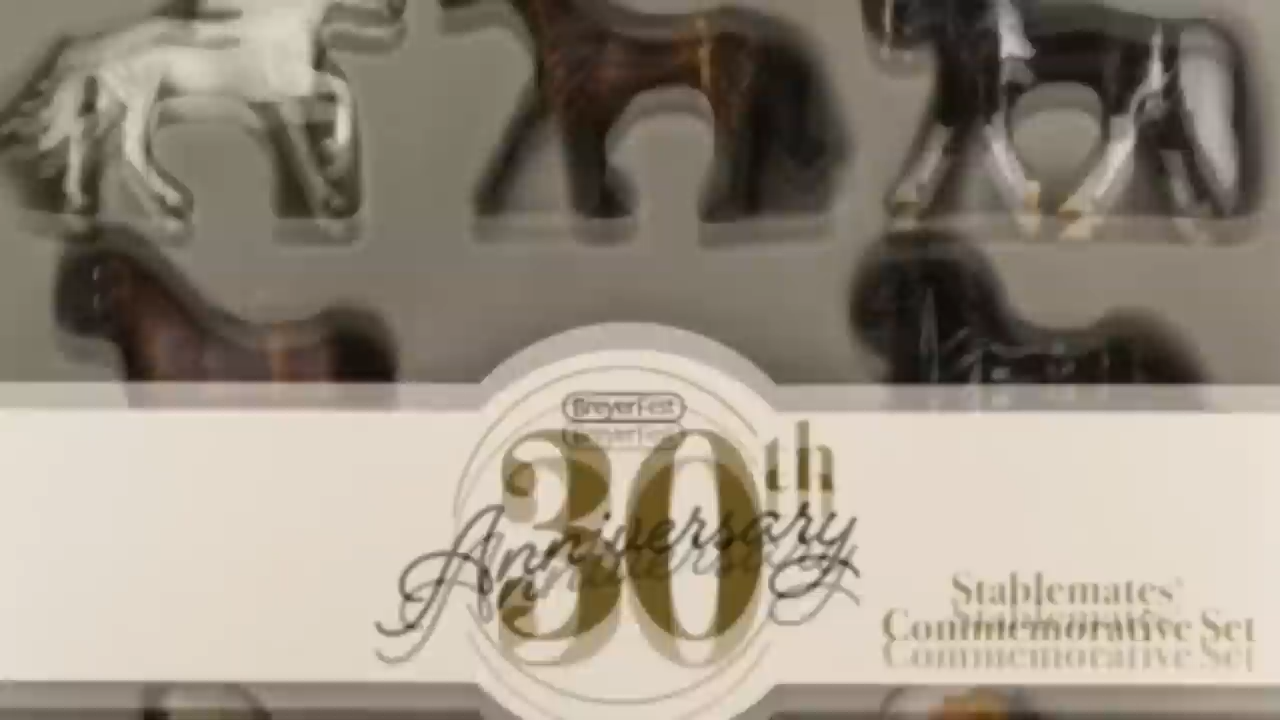 BreyerFest
30th
Anniversary
Stablemates®
Commemorative Set